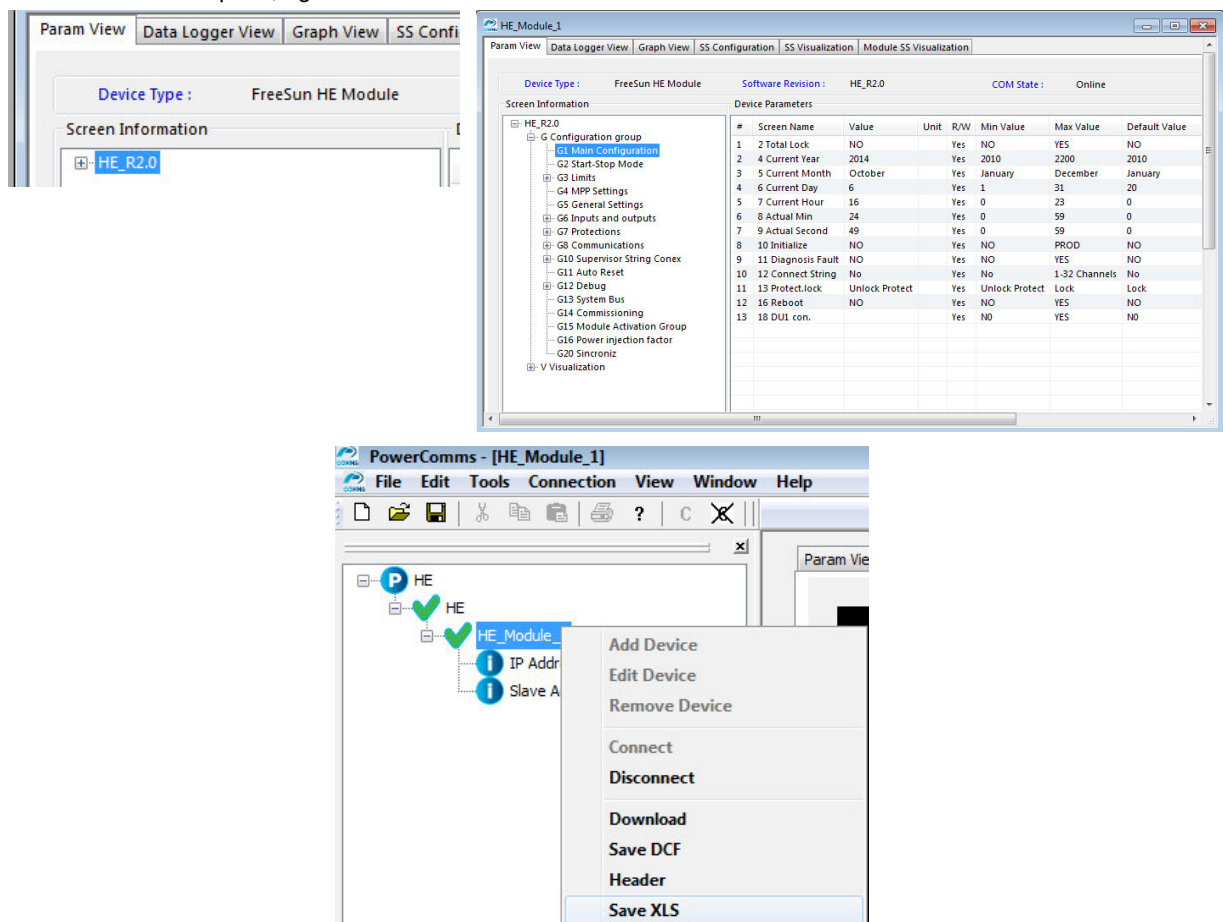 Param View Data Logger View Graph View SS Confi
Device Type : FreeSun HE Module
Screen Information
HE_R2.0
HE_Module_1
Param View Data Logger View Graph View SS Configuration SS Visualization Module SS Visualization
Device Type : FreeSun HE Module Software Revision : HE_R2.0 COM State : Online
Screen Information Device Parameters
HE_R2.0
G Configuration group
G1 Main Configuration
G2 Start-Stop Mode
G3 Limits
G4 MPP Settings
G5 General Settings
G6 Inputs and outputs
G7 Protections
G8 Communications
G10 Supervisor String Conex
G11 Auto Reset
G12 Debug
G13 System Bus
G14 Commissioning
G15 Module Activation Group
G16 Power injection factor
G20 Sincroniz
V Visualization
# Screen Name Value Unit R/W Min Value Max Value Default Value
1 2 Total Lock NO Yes NO YES NO
2 4 Current Year 2014 Yes 2010 2200 2010
3 5 Current Month October Yes January December January
4 6 Current Day 6 Yes 1 31 20
5 7 Current Hour 16 Yes 0 23 0
6 8 Actual Min 24 Yes 0 59 0
7 9 Actual Second 49 Yes 0 59 0
8 10 Initialize NO Yes NO PROD NO
9 11 Diagnosis Fault NO Yes NO YES NO
10 12 Connect String No Yes No 1-32 Channels No
11 13 Protect.lock Unlock Protect Yes Unlock Protect Lock Lock
12 16 Reboot NO Yes NO YES NO
13 18 DU1 con. Yes N0 YES N0
PowerComms - [HE_Module_1]
File Edit Tools Connection View Window Help
Param Vie
HE
HE
HE_Module_
IP Addr
Slave A
Add Device
Edit Device
Remove Device
Connect
Disconnect
Download
Save DCF
Header
Save XLS